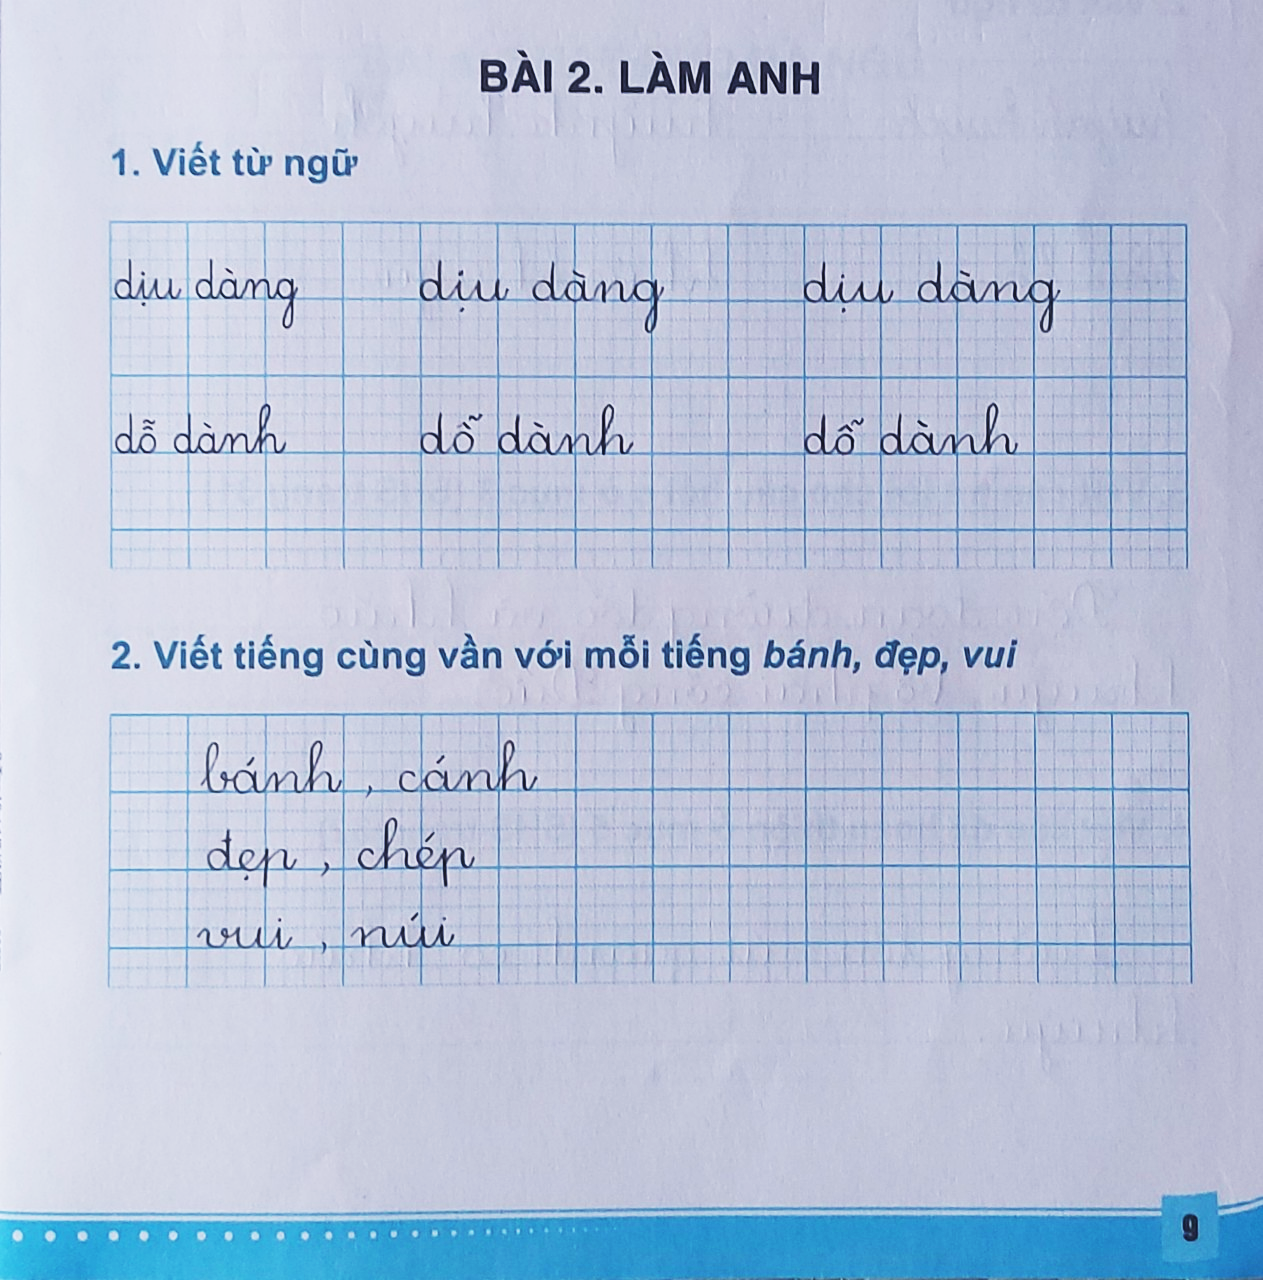 BÀI 2. LÀM ANH
1. Viết từ ngữ
dịu dàng dịu dàng dịu dàng
dỗ dành dỗ dành dỗ dành
2. Viết tiếng cùng vần với mỗi tiếng bánh, đẹp, vui
bánh, cánh
đẹp, chép
vui, núi
9